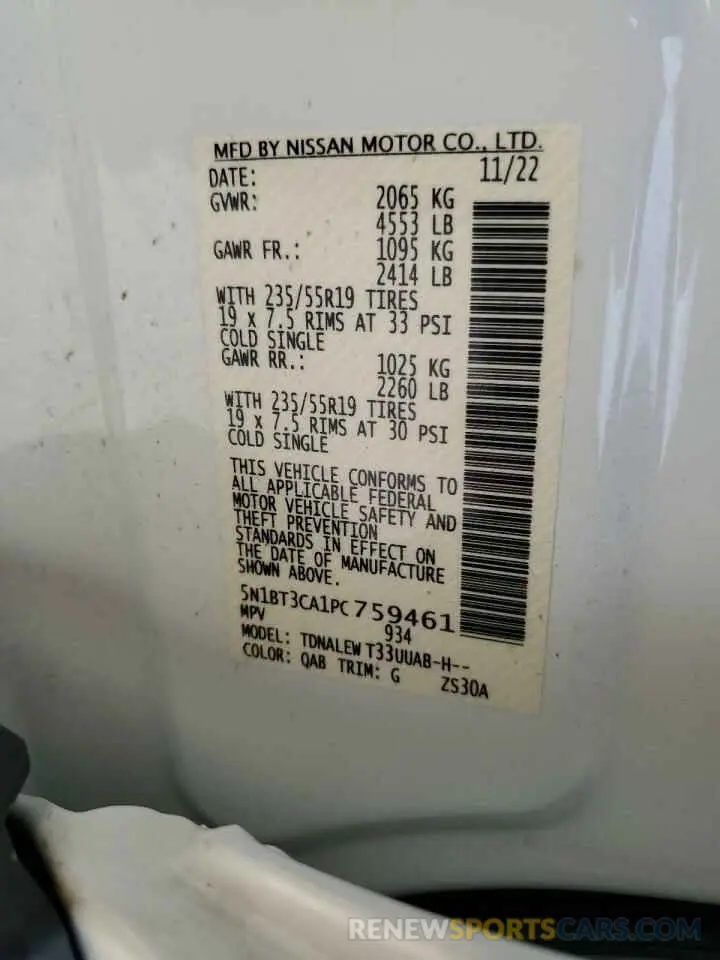 MFD BY NISSAN MOTOR CO., LTD.
DATE: 11/22
GVWR: 2065 KG
4553 LB
GAWR FR.: 1095 KG
2414 LB
WITH 235/55R19 TIRES
19 x 7.5 RIMS AT 33 PSI
COLD SINGLE
GAWR RR.: 1025 KG
2260 LB
WITH 235/55R19 TIRES
19 x 7.5 RIMS AT 30 PSI
COLD SINGLE
THIS VEHICLE CONFORMS TO
ALL APPLICABLE FEDERAL
MOTOR VEHICLE SAFETY AND
THEFT PREVENTION
STANDARDS IN EFFECT ON
THE DATE OF MANUFACTURE
SHOWN ABOVE.
5N1BT3CA1PC759461
MPV 934
MODEL: TDNALEW T33UUAB-H--
COLOR: QAB TRIM: G ZS30A
RENEWSPORTSCARS.COM